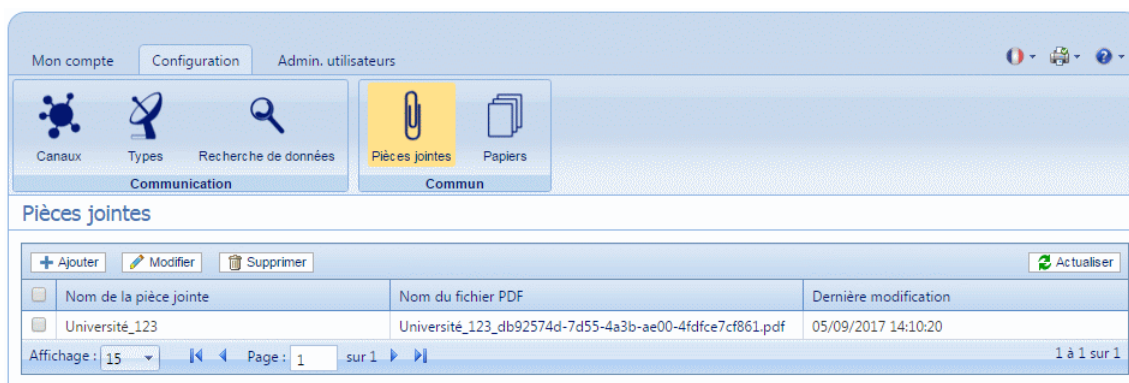 Mon compte Configuration Admin. utilisateurs
Canaux Types Recherche de données Pièces jointes Papiers
Communication Commun
Pièces jointes
Ajouter Modifier Supprimer Actualiser
Nom de la pièce jointe Nom du fichier PDF Dernière modification
Université_123 Université_123_db92574d-7d55-4a3b-ae00-4fdfce7cf861.pdf 05/09/2017 14:10:20
Affichage : 15 Page : 1 sur 1 1 à 1 sur 1